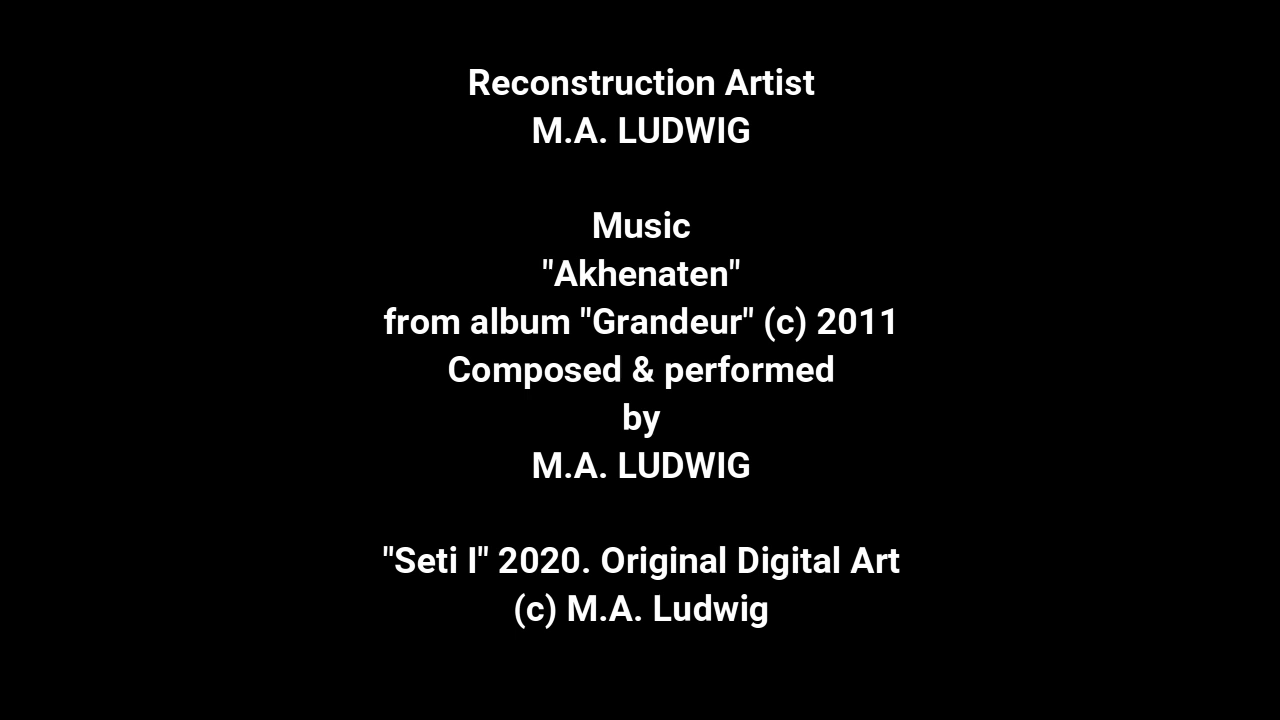 Reconstruction Artist
M.A. LUDWIG
Music
"Akhenaten"
from album "Grandeur" (c) 2011
Composed & performed
by
M.A. LUDWIG
"Seti I" 2020. Original Digital Art
(c) M.A. Ludwig